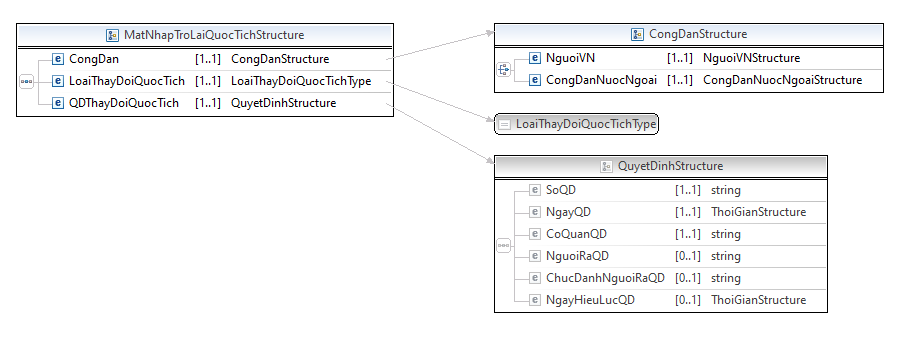 MatNhapTroLaiQuocTichStructure
CongDan [1..1] CongDanStructure
LoaiThayDoiQuocTich [1..1] LoaiThayDoiQuocTichType
QDThayDoiQuocTich [1..1] QuyetDinhStructure
CongDanStructure
NguoiVN [1..1] NguoiVNStructure
CongDanNuocNgoai [1..1] CongDanNuocNgoaiStructure
LoaiThayDoiQuocTichType
QuyetDinhStructure
SoQD [1..1] string
NgayQD [1..1] ThoiGianStructure
CoQuanQD [1..1] string
NguoiRaQD [0..1] string
ChucDanhNguoiRaQD [0..1] string
NgayHieuLucQD [0..1] ThoiGianStructure